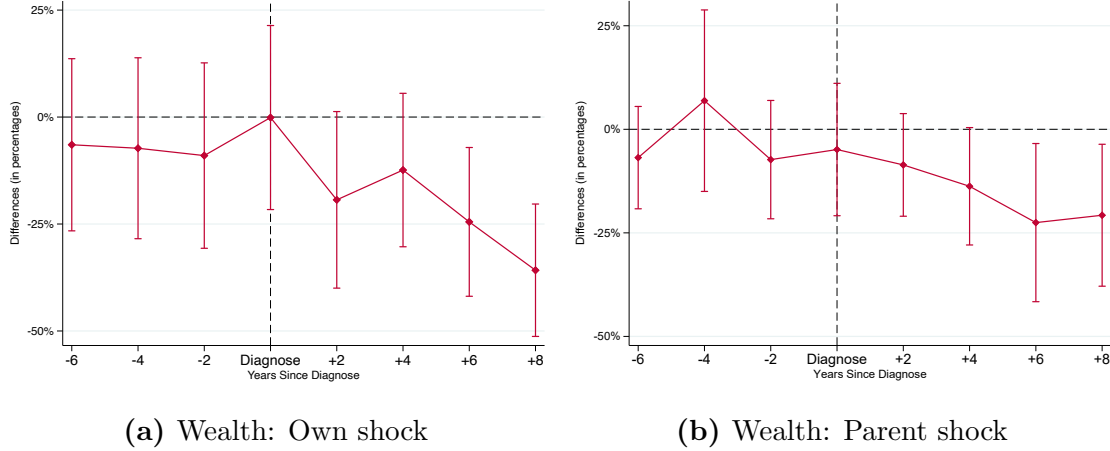 25%
0%
-25%
-50%
Differences (in percentages)
-6 -4 -2 Diagnose +2 +4 +6 +8
Years Since Diagnose
(a) Wealth: Own shock
25%
0%
-25%
-50%
Differences (in percentages)
-6 -4 -2 Diagnose +2 +4 +6 +8
Years Since Diagnose
(b) Wealth: Parent shock